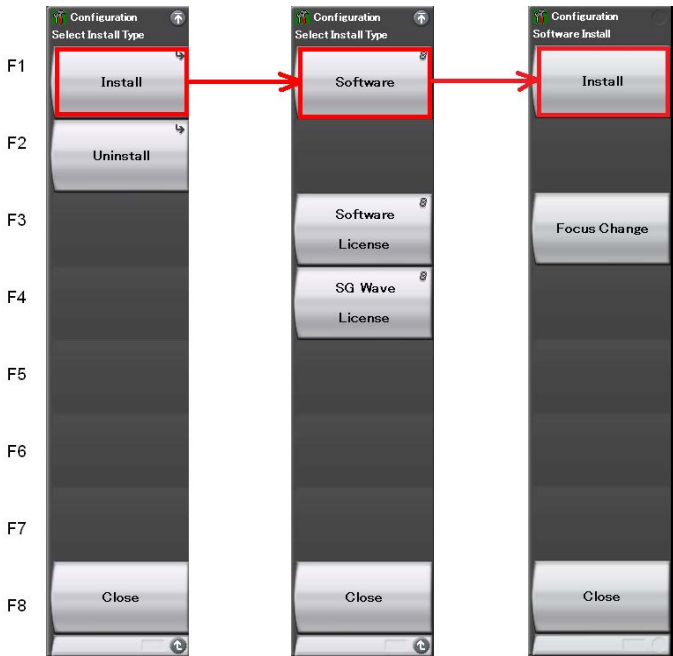 Configuration
Select Install Type
Install
Uninstall
Close
Configuration
Select Install Type
Software
Software
License
SG Wave
License
Close
Configuration
Software Install
Install
Focus Change
Close
F1
F2
F3
F4
F5
F6
F7
F8